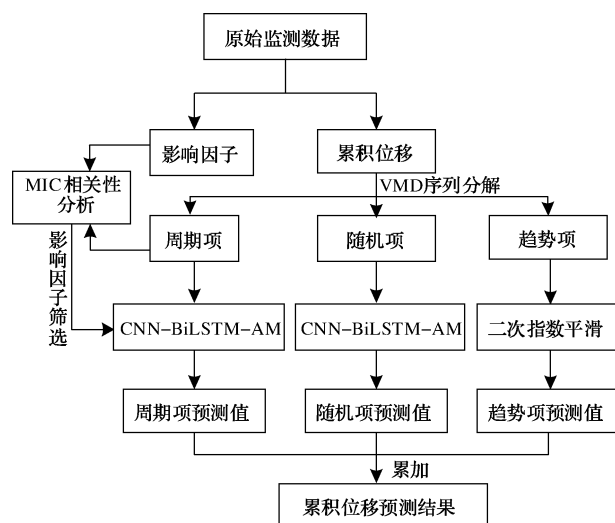 原始监测数据
影响因子
累积位移
MIC相关性
分析
VMD序列分解
周期项
随机项
趋势项
影响因子筛选
CNN-BiLSTM-AM
CNN-BiLSTM-AM
二次指数平滑
周期项预测值
随机项预测值
趋势项预测值
累加
累积位移预测结果